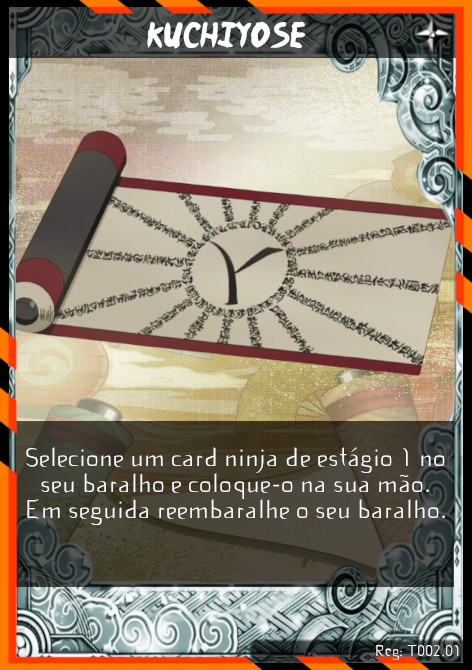 KUCHIYOSE
Selecione um card ninja de estágio 1 no
seu baralho e coloque-o na sua mão.
Em seguida reembaralhe o seu baralho.
Reg: T002.01